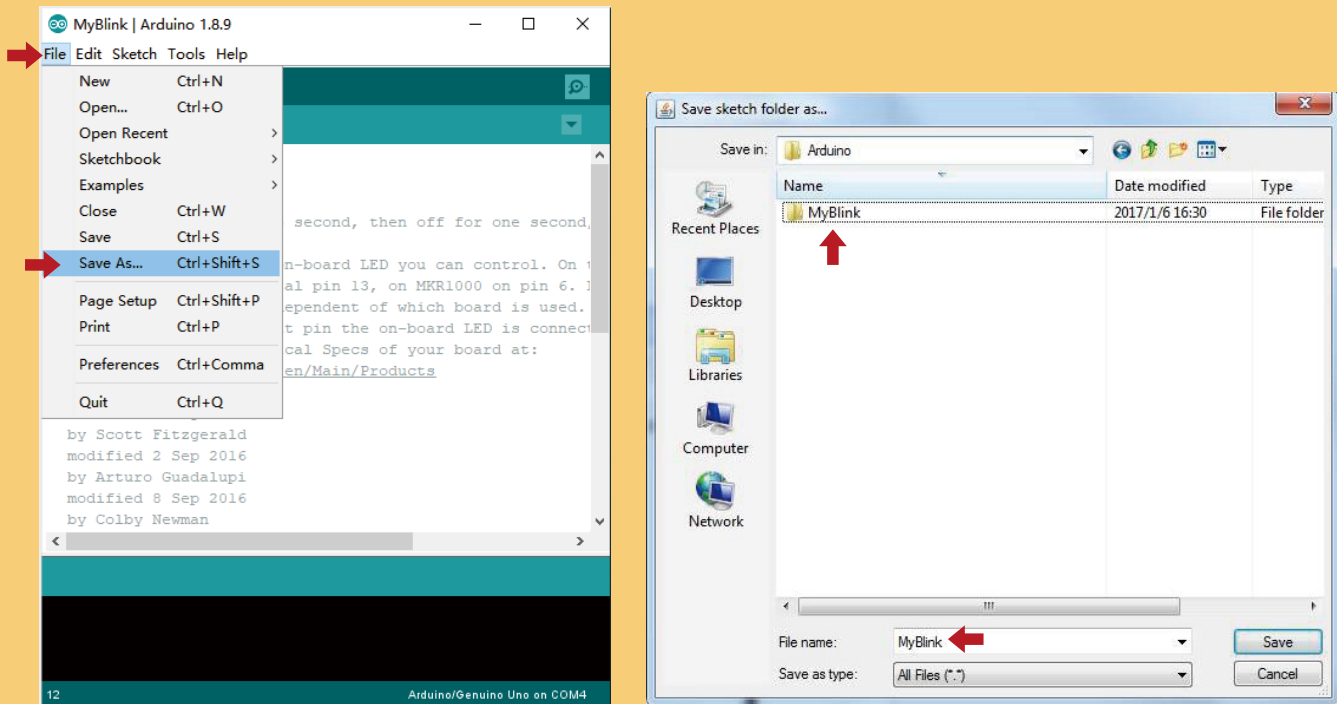 MyBlink | Arduino 1.8.9
File Edit Sketch Tools Help
New Ctrl+N
Open... Ctrl+O
Open Recent
Sketchbook
Examples
Close Ctrl+W
Save Ctrl+S
Save As... Ctrl+Shift+S
Page Setup Ctrl+Shift+P
Print Ctrl+P
Preferences Ctrl+Comma
Quit Ctrl+Q
second, then off for one second,
n-board LED you can control. On
al pin 13, on MKR1000 on pin 6.
ependent of which board is used.
t pin the on-board LED is connect
cal Specs of your board at:
en/Main/Products
by Scott Fitzgerald
modified 2 Sep 2016
by Arturo Guadalupi
modified 8 Sep 2016
by Colby Newman
12 Arduino/Genuino Uno on COM4
Save sketch folder as...
Save in: Arduino
Name Date modified Type
MyBlink 2017/1/6 16:30 File folder
Recent Places
Desktop
Libraries
Computer
Network
File name: MyBlink Save
Save as type: All Files (*.*) Cancel